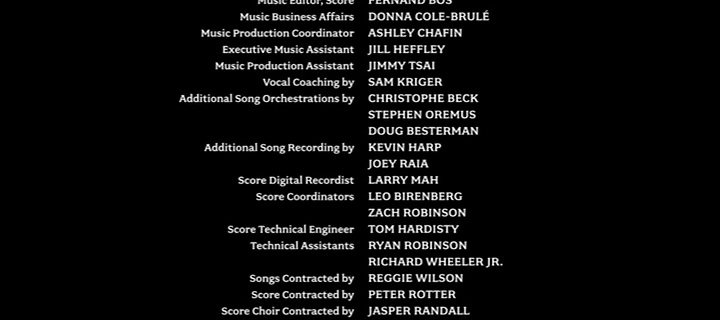 Music Editor, Score FERNAND BOS
Music Business Affairs DONNA COLE-BRULÉ
Music Production Coordinator ASHLEY CHAFIN
Executive Music Assistant JILL HEFFLEY
Music Production Assistant JIMMY TSAI
Vocal Coaching by SAM KRIGER
Additional Song Orchestrations by CHRISTOPHE BECK
STEPHEN OREMUS
DOUG BESTERMAN
Additional Song Recording by KEVIN HARP
JOEY RAIA
Score Digital Recordist LARRY MAH
Score Coordinators LEO BIRENBERG
ZACH ROBINSON
Score Technical Engineer TOM HARDISTY
Technical Assistants RYAN ROBINSON
RICHARD WHEELER JR.
Songs Contracted by REGGIE WILSON
Score Contracted by PETER ROTTER
Score Choir Contracted by JASPER RANDALL